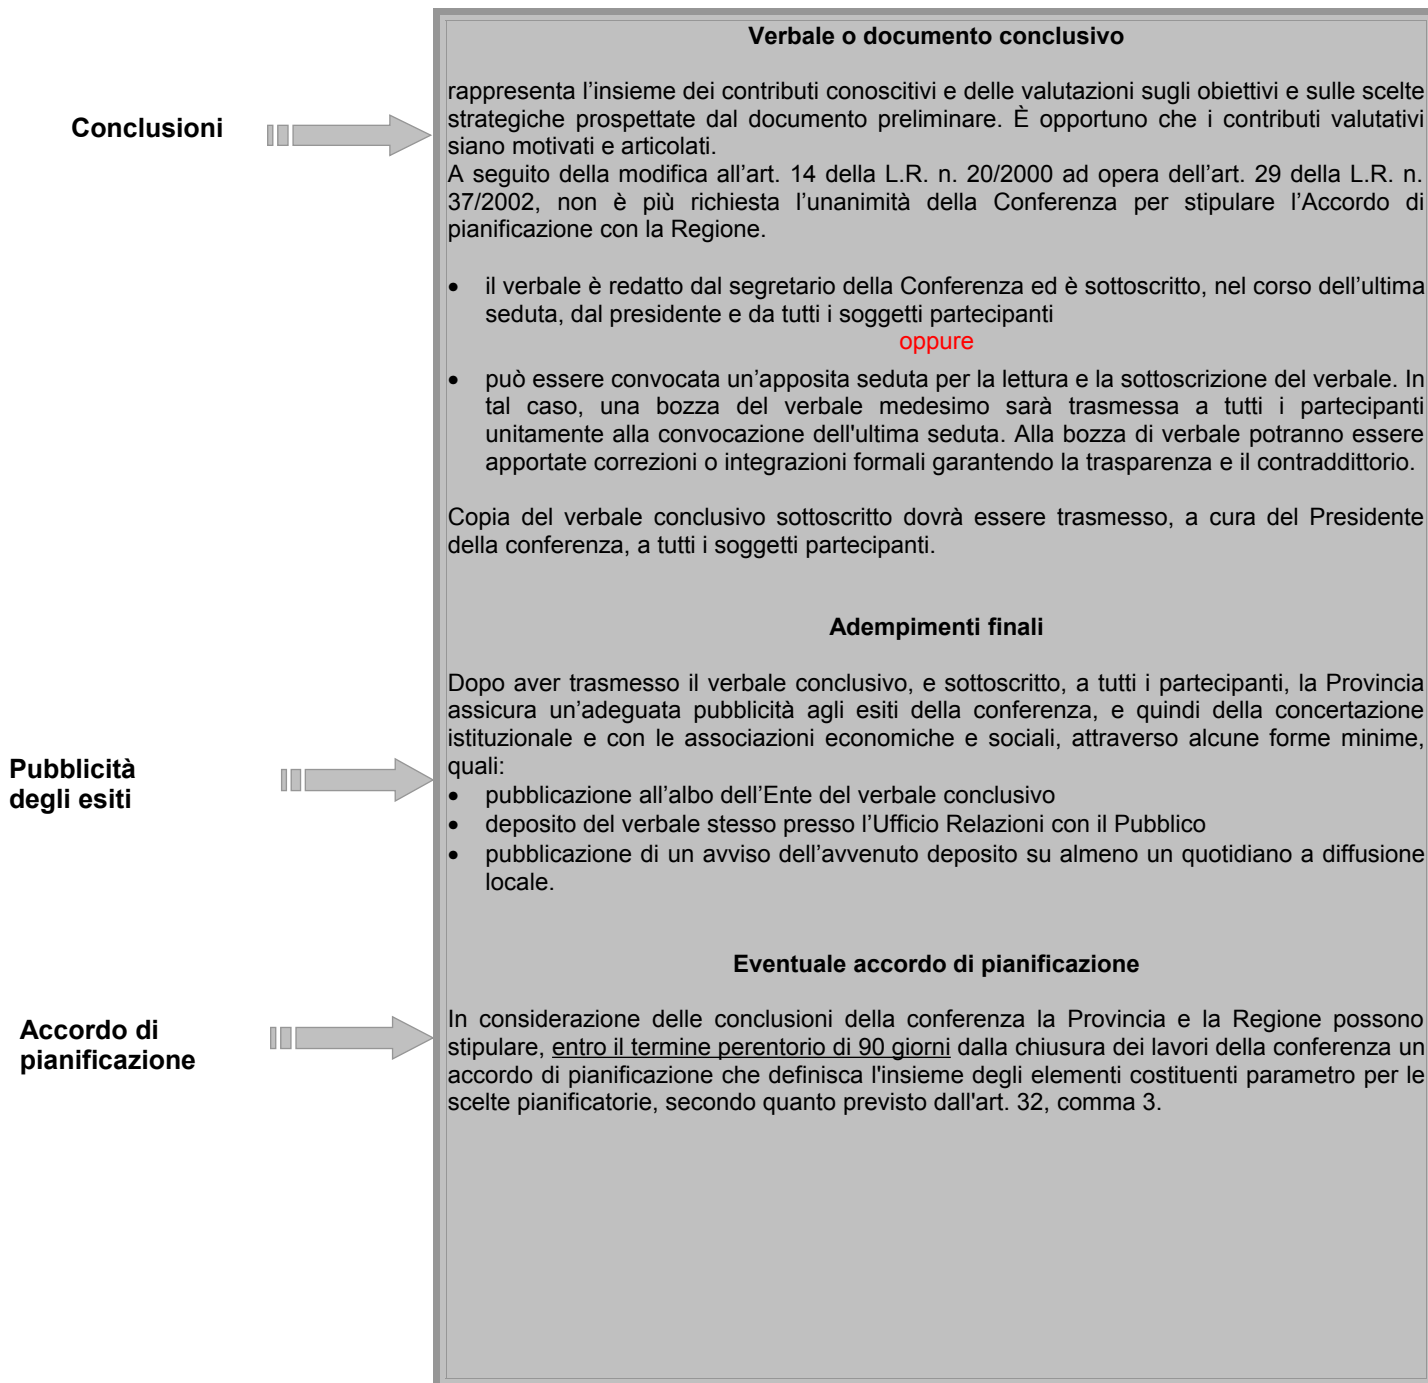 Verbale o documento conclusivo
Conclusioni
rappresenta l’insieme dei contributi conoscitivi e delle valutazioni sugli obiettivi e sulle scelte
strategiche prospettate dal documento preliminare. È opportuno che i contributi valutativi
siano motivati e articolati.
A seguito della modifica all’art. 14 della L.R. n. 20/2000 ad opera dell’art. 29 della L.R. n.
37/2002, non è più richiesta l’unanimità della Conferenza per stipulare l’Accordo di
pianificazione con la Regione.
• il verbale è redatto dal segretario della Conferenza ed è sottoscritto, nel corso dell’ultima
seduta, dal presidente e da tutti i soggetti partecipanti
oppure
• può essere convocata un’apposita seduta per la lettura e la sottoscrizione del verbale. In
tal caso, una bozza del verbale medesimo sarà trasmessa a tutti i partecipanti
unitamente alla convocazione dell'ultima seduta. Alla bozza di verbale potranno essere
apportate correzioni o integrazioni formali garantendo la trasparenza e il contraddittorio.
Copia del verbale conclusivo sottoscritto dovrà essere trasmesso, a cura del Presidente
della conferenza, a tutti i soggetti partecipanti.
Adempimenti finali
Pubblicità
degli esiti
Dopo aver trasmesso il verbale conclusivo, e sottoscritto, a tutti i partecipanti, la Provincia
assicura un’adeguata pubblicità agli esiti della conferenza, e quindi della concertazione
istituzionale e con le associazioni economiche e sociali, attraverso alcune forme minime,
quali:
• pubblicazione all’albo dell’Ente del verbale conclusivo
• deposito del verbale stesso presso l’Ufficio Relazioni con il Pubblico
• pubblicazione di un avviso dell’avvenuto deposito su almeno un quotidiano a diffusione
locale.
Eventuale accordo di pianificazione
Accordo di
pianificazione
In considerazione delle conclusioni della conferenza la Provincia e la Regione possono
stipulare, entro il termine perentorio di 90 giorni dalla chiusura dei lavori della conferenza un
accordo di pianificazione che definisca l'insieme degli elementi costituenti parametro per le
scelte pianificatorie, secondo quanto previsto dall'art. 32, comma 3.